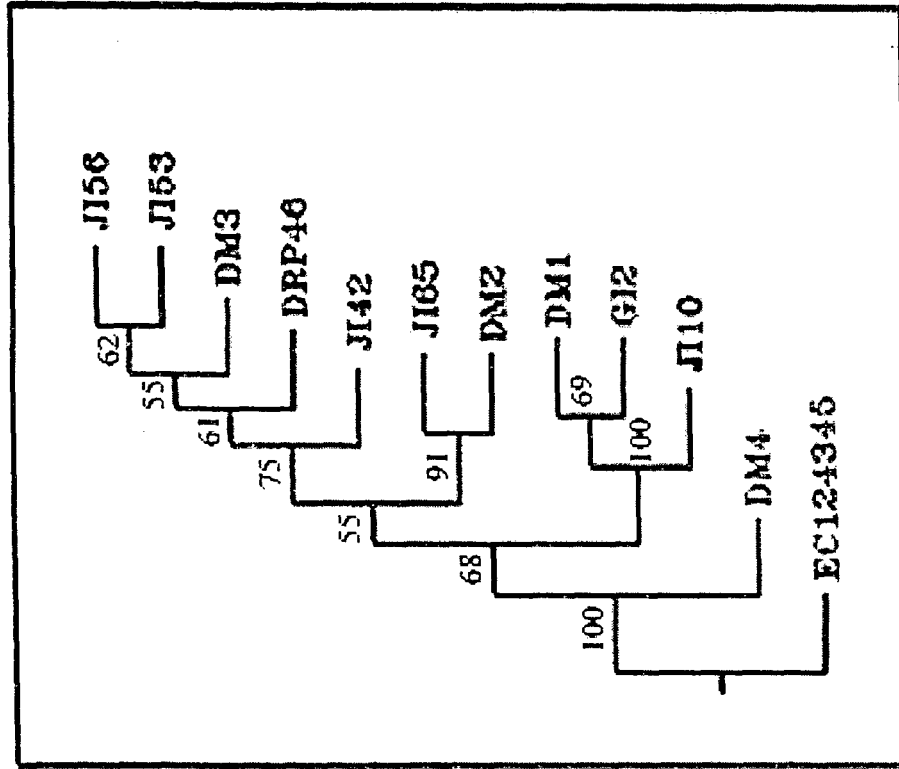 JI56
JI53
DM3
DRP46
JI42
JI65
DM2
DM1
GI2
JI10
DM4
EC124345
62
55
61
75
91
55
69
100
68
100